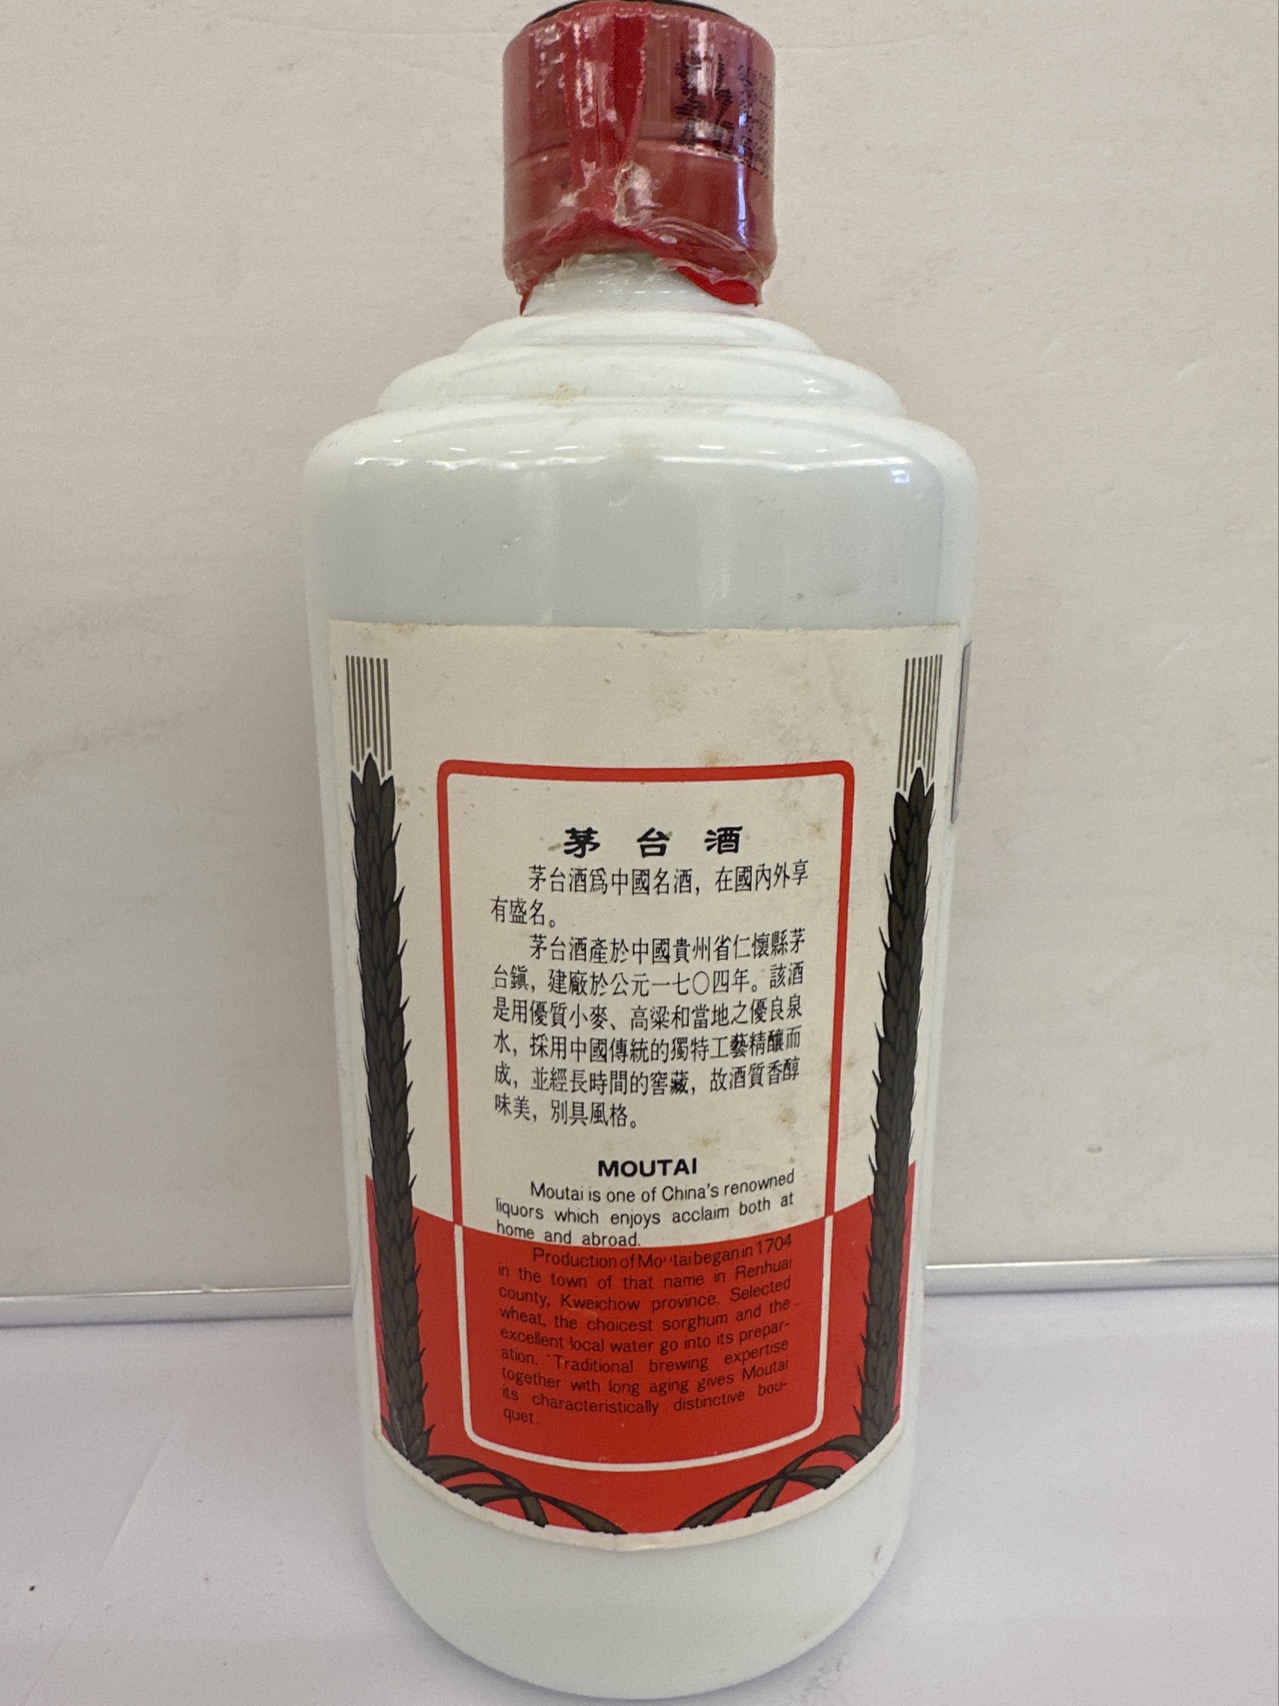 茅台酒
茅台酒爲中國名酒，在國內外享
有盛名。
茅台酒產於中國貴州省仁懷縣茅
台鎮，建廠於公元一七〇四年。該酒
是用優質小麥、高粱和當地之優良泉
水，採用中國傳統的獨特工藝精釀而
成，並經長時間的窖藏，故酒質香醇
味美，別具風格。
MOUTAI
Moutai is one of China's renowned
liquors which enjoys acclaim both at
home and abroad.
Production of Moutai began in 1704
in the town of that name in Renhuai
county, Kweichow province. Selected
wheat, the choicest sorghum and the
excellent local water go into its prepar-
ation. Traditional brewing expertise
together with long aging gives Moutai
its characteristically distinctive bou-
quet.